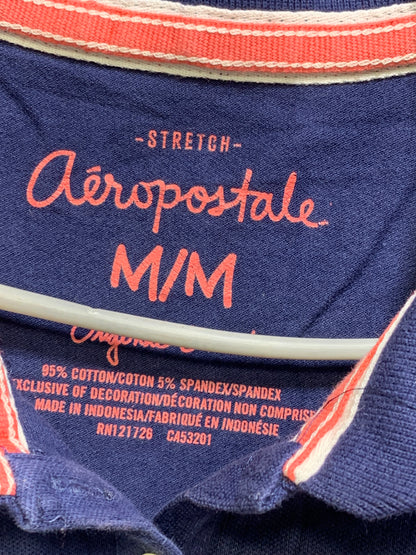 -STRETCH-
Aéropostale
M/M
95% COTTON/COTON 5% SPANDEX/SPANDEX
EXCLUSIVE OF DECORATION/DÉCORATION NON COMPRISE
MADE IN INDONESIA/FABRIQUÉ EN INDONÉSIE
RN121726 CA53201